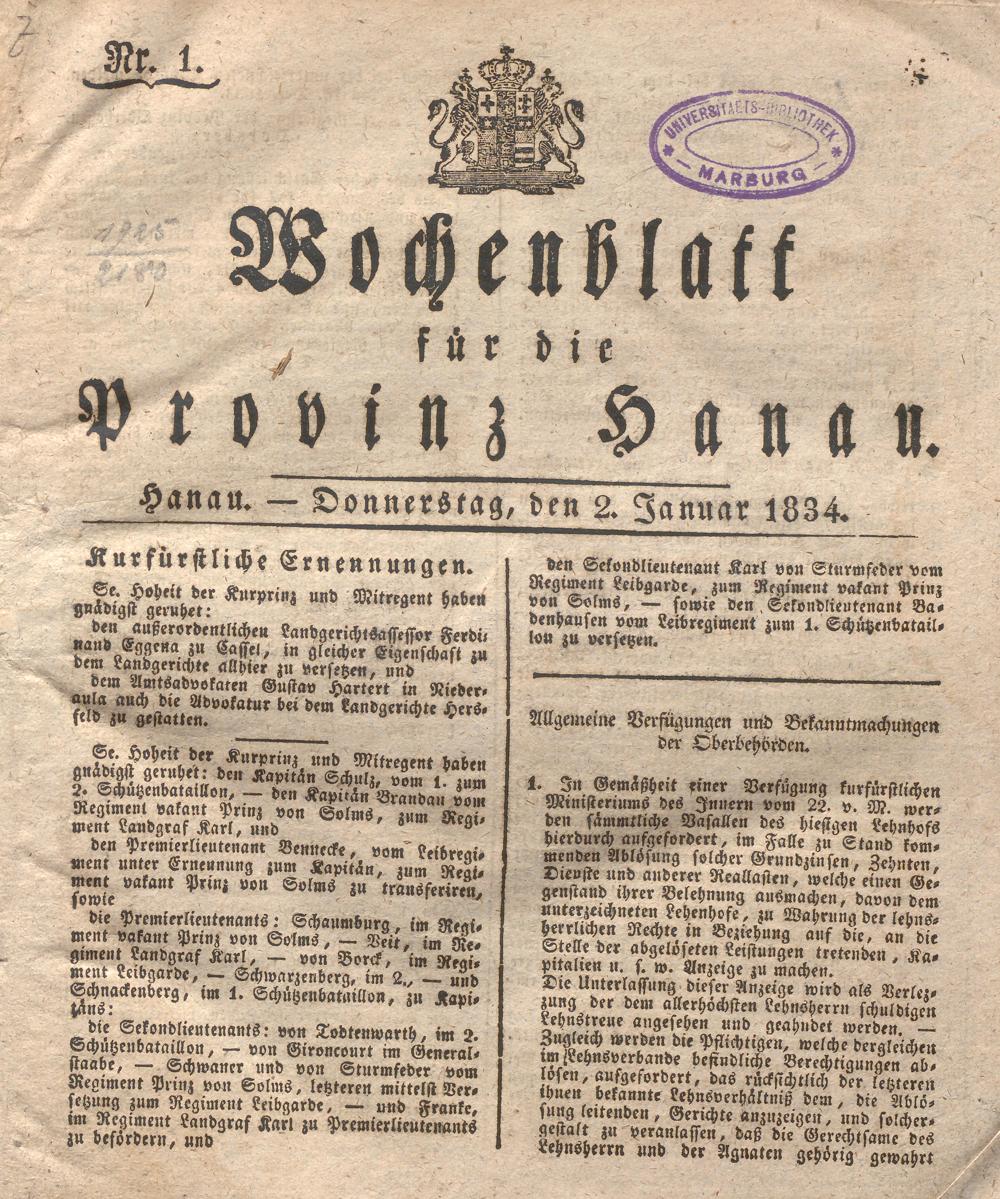 Nr. 1.
UNIVERSITAETS-BIBLIOTHEK
MARBURG
1925
2180
Wochenblatt
für die
Provinz Hanau.
Hanau. — Donnerstag, den 2. Januar 1834.
Kurfürstliche Ernennungen.
Se. Hoheit der Kurprinz und Mitregent haben
gnädigst geruhet:
den außerordentlichen Landgerichtsassessor Ferdi-
nand Eggena zu Cassel, in gleicher Eigenschaft zu
dem Landgerichte allhier zu versetzen, und
dem Amtsadvokaten Gustav Hartert in Nieder-
aula auch die Advokatur bei dem Landgerichte Hers-
feld zu gestatten.
Se. Hoheit der Kurprinz und Mitregent haben
gnädigst geruhet: den Kapitän Schulz, vom 1. zum
2. Schützenbataillon, — den Kapitän Brandau vom
Regiment vakant Prinz von Solms, zum Regi-
ment Landgraf Karl, und
den Premierlieutenant Bennecke, vom Leibregi-
ment unter Ernennung zum Kapitän, zum Regi-
ment vakant Prinz von Solms zu transferiren,
sowie
die Premierlieutenants: Schaumburg, im Regi-
ment vakant Prinz von Solms, — Veit, im Re-
giment Landgraf Karl, — von Borck, im Regi-
ment Leibgarde, — Schwarzenberg, im 2., — und
Schnackenberg, im 1. Schützenbataillon, zu Kapi-
täns:
die Sekondlieutenants: von Todtenwarth, im 2.
Schützenbataillon, — von Gironcourt im General-
staabe, — Schwaner und von Sturmfeder vom
Regiment Prinz von Solms, letzteren mittelst Ver-
setzung zum Regiment Leibgarde, — und Franke,
im Regiment Landgraf Karl zu Premierlieutenants
zu befördern, und
den Sekondlieutenant Karl von Sturmfeder vom
Regiment Leibgarde, zum Regiment vakant Prinz
von Solms, — sowie den Sekondlieutenant Ba-
denhausen vom Leibregiment zum 1. Schützenbatail-
lon zu versetzen.
Allgemeine Verfügungen und Bekanntmachungen
der Oberbehörden.
1. In Gemäßheit einer Verfügung kurfürstlichen
Ministeriums des Innern vom 22. v. M. wer-
den sämmtliche Vasallen des hiesigen Lehnhofs
hierdurch aufgefordert, im Falle zu Stand kom-
menden Ablösung solcher Grundzinsen, Zehnten,
Dienste und anderer Reallasten, welche einen Ge-
genstand ihrer Belehnung ausmachen, davon dem
unterzeichneten Lehenhofe, zu Wahrung der lehns-
herrlichen Rechte in Beziehung auf die, an die
Stelle der abgelöseten Leistungen tretenden, Ka-
pitalien u. s. w. Anzeige zu machen.
Die Unterlassung dieser Anzeige wird als Verlez-
zung der dem allerhöchsten Lehnsherrn schuldigen
Lehnstreue angesehen und geahndet werden. —
Zugleich werden die Pflichtigen, welche dergleichen
im Lehnsverbande befindliche Berechtigungen ab-
lösen, aufgefordert, das rücksichtlich der letzteren
ihnen bekannte Lehnsverhältniß dem, die Ablö-
sung leitenden, Gerichte anzuzeigen, und solcher-
gestalt zu veranlassen, daß die Gerechtsame des
Lehnsherrn und der Agnaten gehörig gewahrt